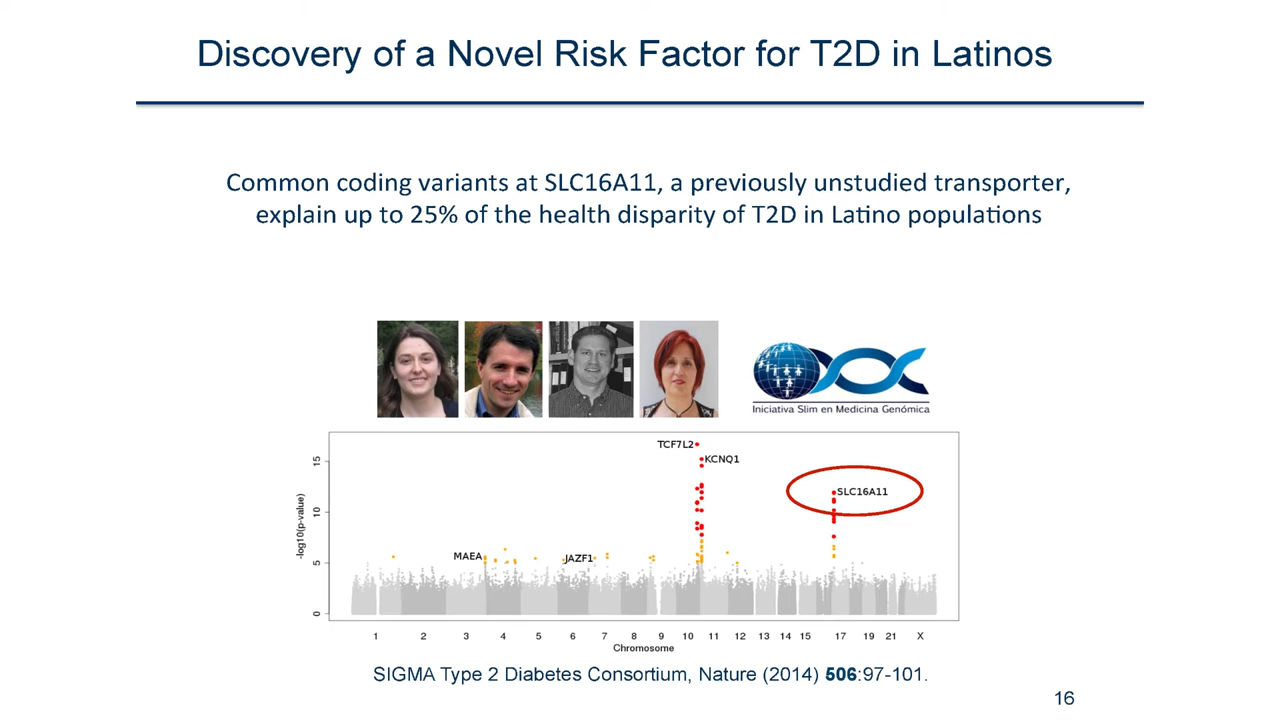 Discovery of a Novel Risk Factor for T2D in Latinos
Common coding variants at SLC16A11, a previously unstudied transporter,
explain up to 25% of the health disparity of T2D in Latino populations
Iniciativa Slim en Medicina Genómica
TCF7L2
KCNQ1
SLC16A11
MAEA
JAZF1
-log10(p-value)
15
10
5
0
1 2 3 4 5 6 7 8 9 10 11 12 13 14 15 17 19 21 X
Chromosome
SIGMA Type 2 Diabetes Consortium, Nature (2014) 506:97-101.
16